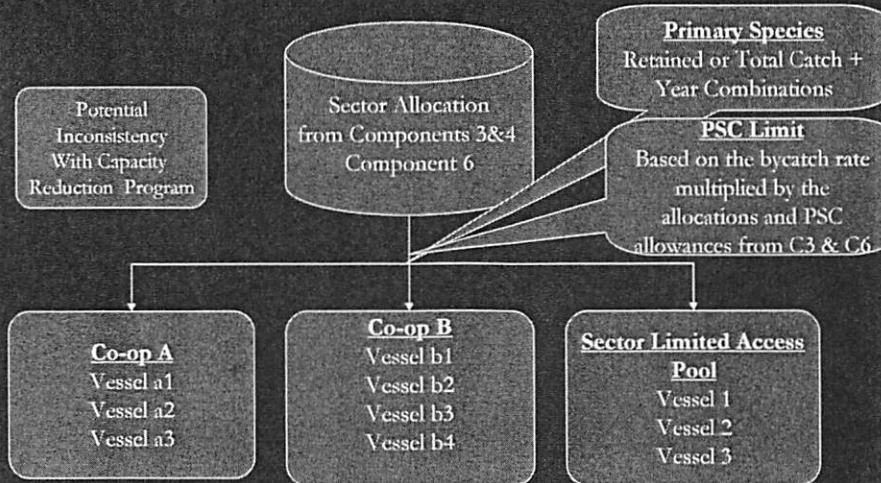 Potential
Inconsistency
With Capacity
Reduction Program
Sector Allocation
from Components 3&4
Component 6
Primary Species
Retained or Total Catch +
Year Combinations
PSC Limit
Based on the bycatch rate
multiplied by the
allocations and PSC
allowances from C3 & C6
Co-op A
Vessel a1
Vessel a2
Vessel a3
Co-op B
Vessel b1
Vessel b2
Vessel b3
Vessel b4
Sector Limited Access
Pool
Vessel 1
Vessel 2
Vessel 3